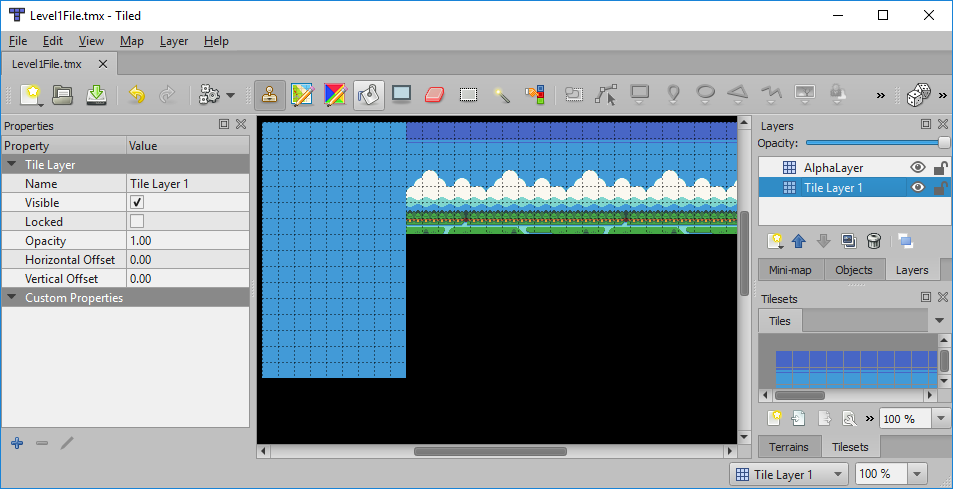 Level1File.tmx - Tiled
File Edit View Map Layer Help
Level1File.tmx
Properties
Property Value
Tile Layer
Name Tile Layer 1
Visible
Locked
Opacity 1.00
Horizontal Offset 0.00
Vertical Offset 0.00
Custom Properties
Layers
Opacity:
AlphaLayer
Tile Layer 1
Mini-map Objects Layers
Tilesets
Tiles
100 %
Terrains Tilesets
Tile Layer 1 100 %